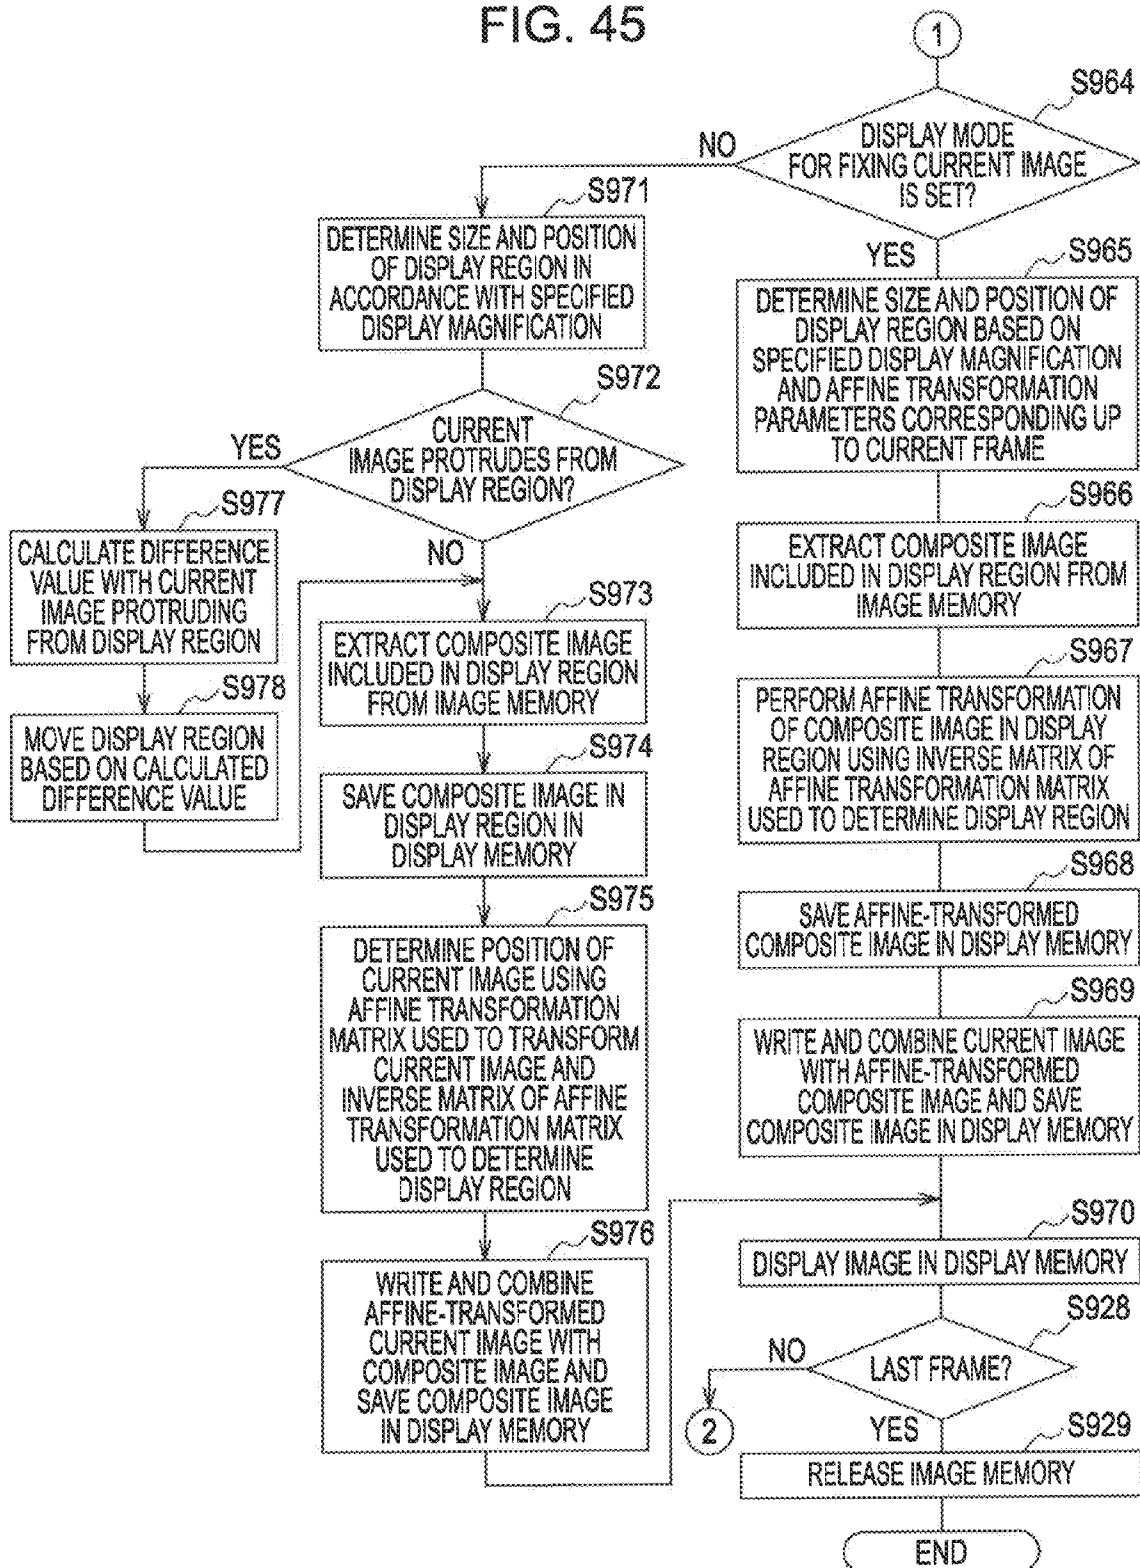 FIG. 45
1
S964
DISPLAY MODE
FOR FIXING CURRENT IMAGE
IS SET?
NO
YES
S971
DETERMINE SIZE AND POSITION
OF DISPLAY REGION IN
ACCORDANCE WITH SPECIFIED
DISPLAY MAGNIFICATION
S972
CURRENT
IMAGE PROTRUDES FROM
DISPLAY REGION?
YES
NO
S977
CALCULATE DIFFERENCE
VALUE WITH CURRENT
IMAGE PROTRUDING
FROM DISPLAY REGION
S978
MOVE DISPLAY REGION
BASED ON CALCULATED
DIFFERENCE VALUE
S973
EXTRACT COMPOSITE IMAGE
INCLUDED IN DISPLAY REGION
FROM IMAGE MEMORY
S974
SAVE COMPOSITE IMAGE IN
DISPLAY REGION IN
DISPLAY MEMORY
S975
DETERMINE POSITION OF
CURRENT IMAGE USING
AFFINE TRANSFORMATION
MATRIX USED TO TRANSFORM
CURRENT IMAGE AND
INVERSE MATRIX OF AFFINE
TRANSFORMATION MATRIX
USED TO DETERMINE
DISPLAY REGION
S976
WRITE AND COMBINE
AFFINE-TRANSFORMED
CURRENT IMAGE WITH
COMPOSITE IMAGE AND
SAVE COMPOSITE IMAGE
IN DISPLAY MEMORY
S965
DETERMINE SIZE AND POSITION OF
DISPLAY REGION BASED ON
SPECIFIED DISPLAY MAGNIFICATION
AND AFFINE TRANSFORMATION
PARAMETERS CORRESPONDING UP
TO CURRENT FRAME
S966
EXTRACT COMPOSITE IMAGE
INCLUDED IN DISPLAY REGION FROM
IMAGE MEMORY
S967
PERFORM AFFINE TRANSFORMATION
OF COMPOSITE IMAGE IN DISPLAY
REGION USING INVERSE MATRIX OF
AFFINE TRANSFORMATION MATRIX
USED TO DETERMINE DISPLAY REGION
S968
SAVE AFFINE-TRANSFORMED
COMPOSITE IMAGE IN DISPLAY MEMORY
S969
WRITE AND COMBINE CURRENT IMAGE
WITH AFFINE-TRANSFORMED
COMPOSITE IMAGE AND SAVE
COMPOSITE IMAGE IN DISPLAY MEMORY
S970
DISPLAY IMAGE IN DISPLAY MEMORY
S928
LAST FRAME?
NO
2
YES
S929
RELEASE IMAGE MEMORY
END